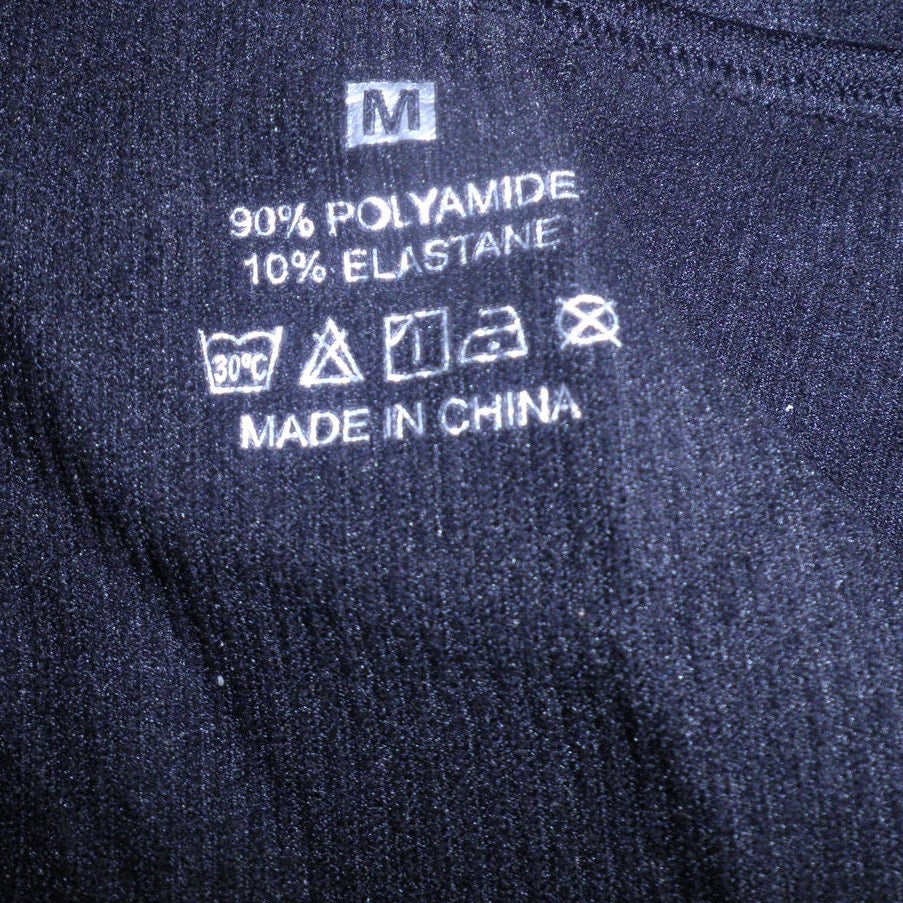 M
90% POLYAMIDE
10% ELASTANE
30°C
MADE IN CHINA